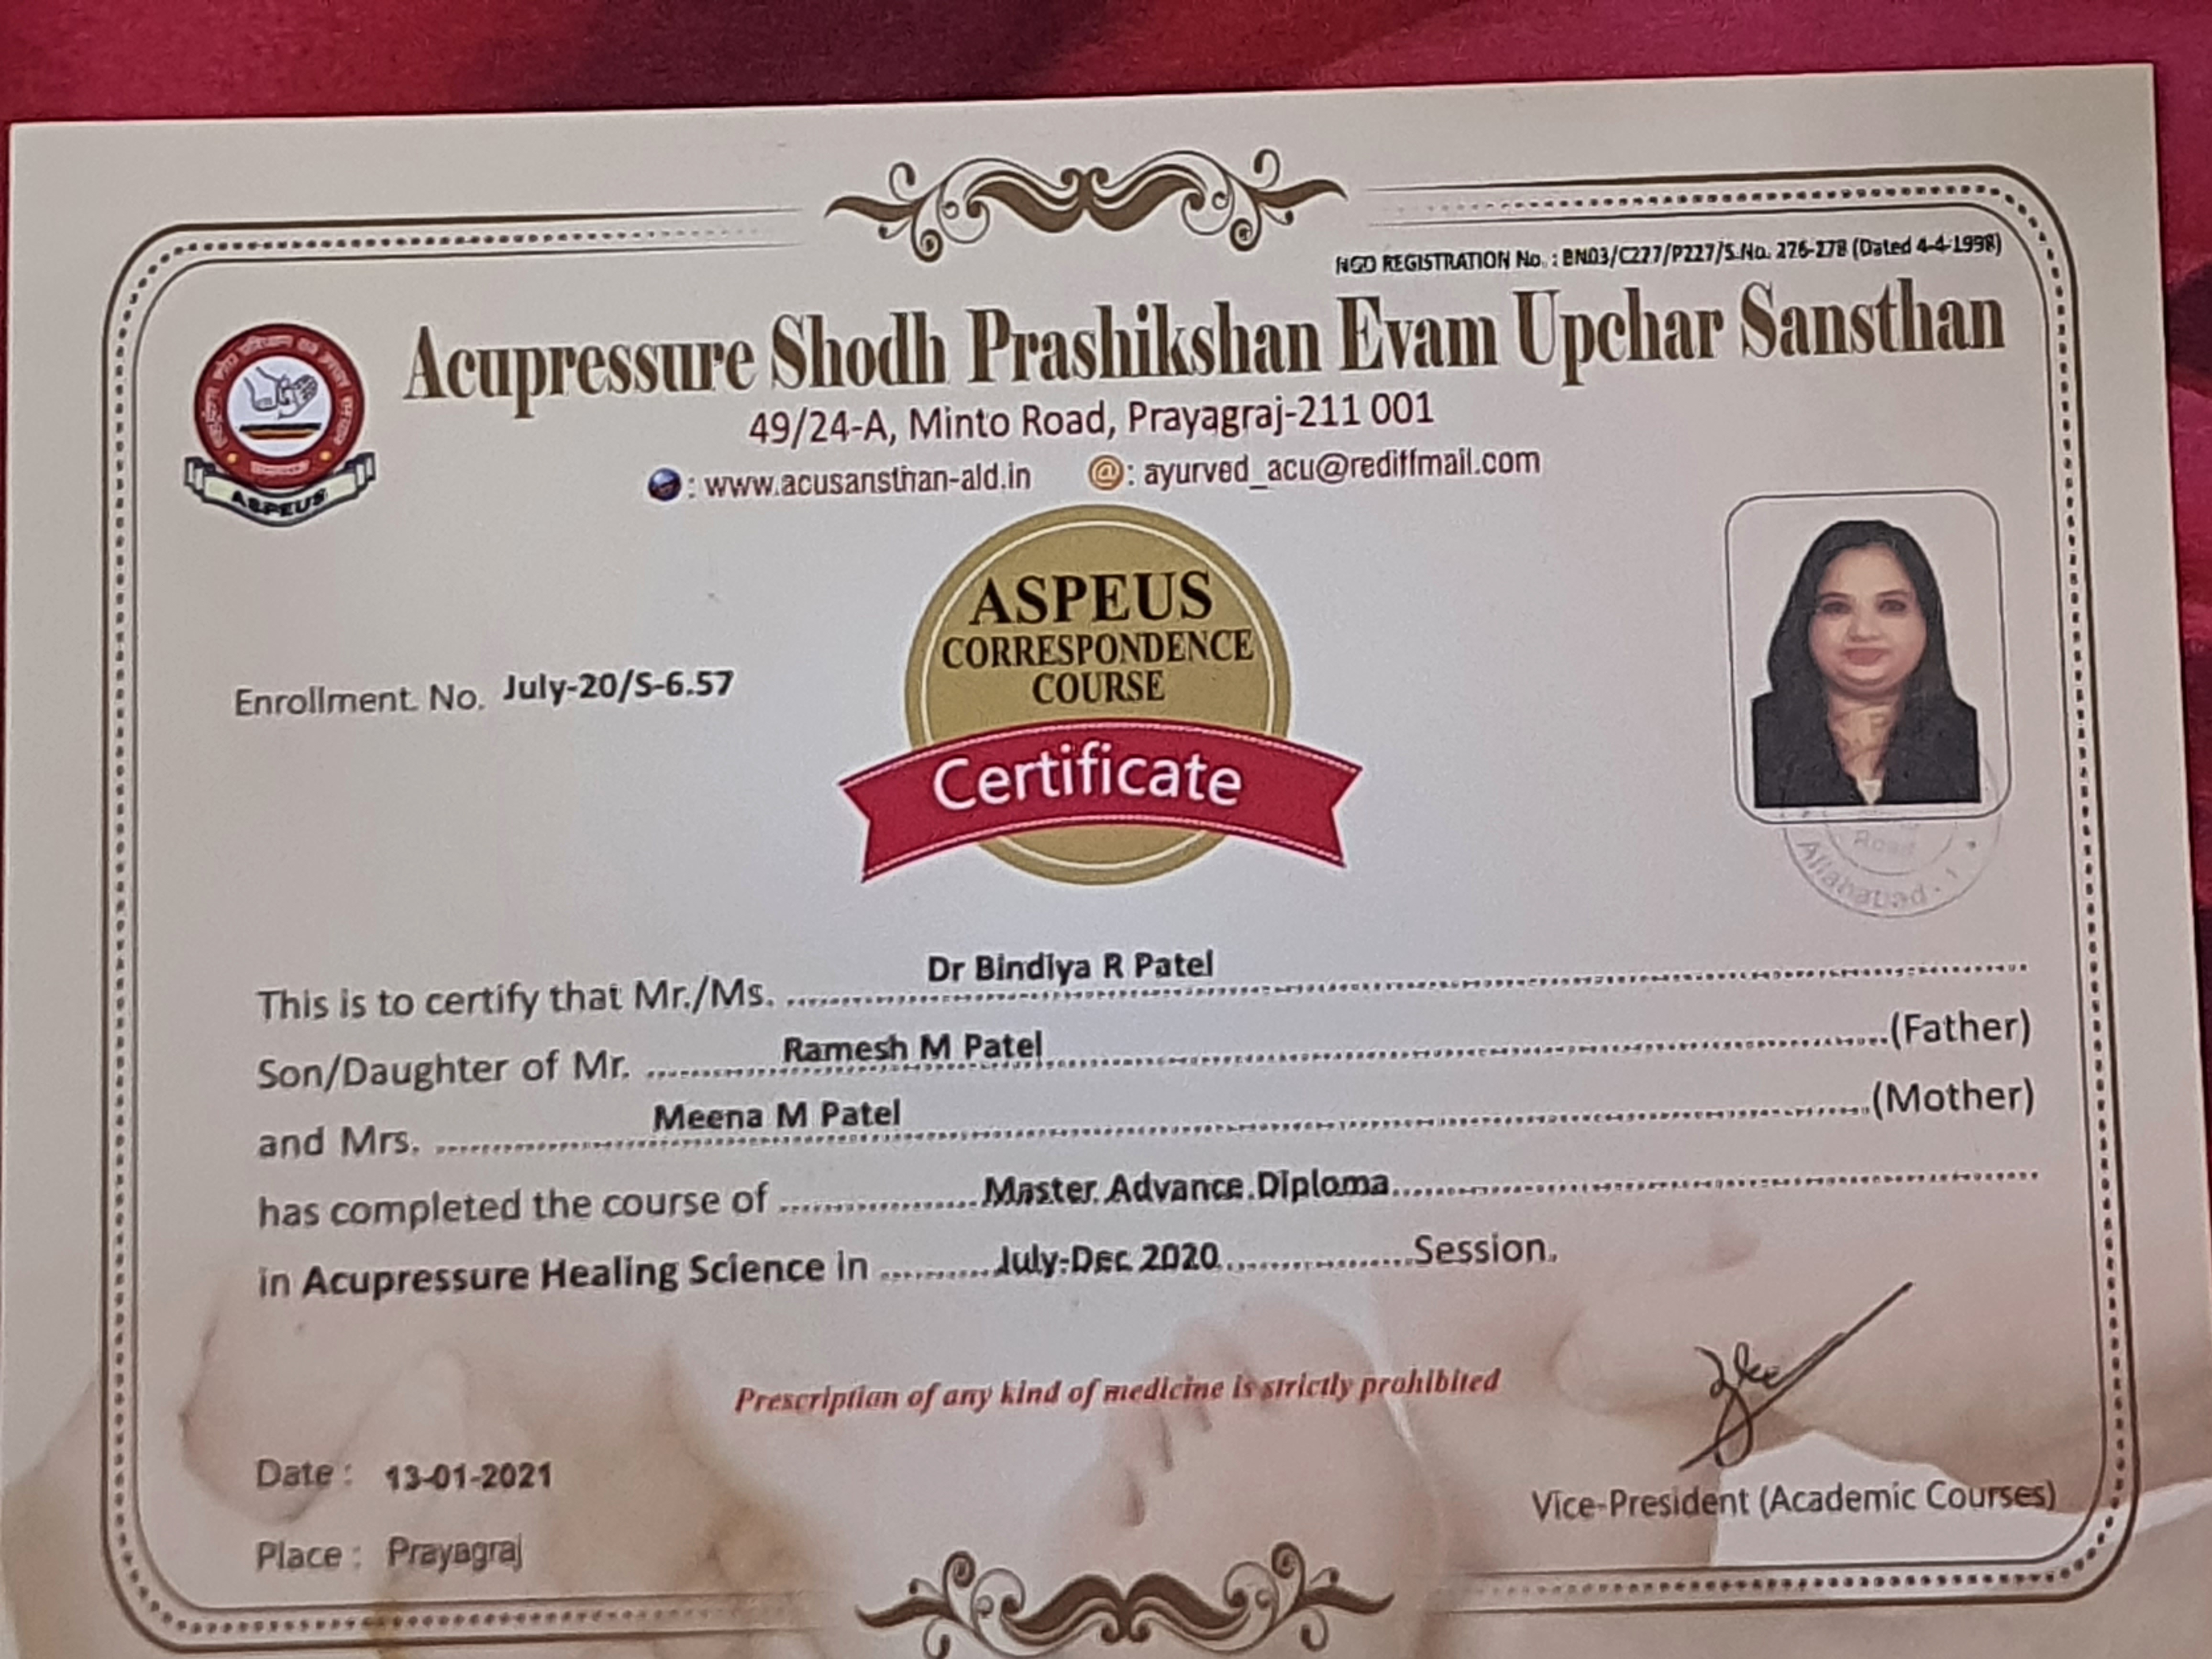 NGO REGISTRATION No. : BN03/C277/P227/S.No. 276-278 (Dated 4-4-1998)
Acupressure Shodh Prashikshan Evam Upchar Sansthan
49/24-A, Minto Road, Prayagraj-211 001
: www.acusansthan-ald.in @: ayurved_acu@rediffmail.com
ASPEUS
ASPEUS
CORRESPONDENCE
COURSE
Certificate
Enrollment. No. July-20/S-6.57
Road
Allahabad - 1
This is to certify that Mr./Ms. Dr Bindiya R Patel
Son/Daughter of Mr. Ramesh M Patel (Father)
and Mrs. Meena M Patel (Mother)
has completed the course of Master Advance Diploma
in Acupressure Healing Science in July-Dec 2020 Session.
Prescription of any kind of medicine is strictly prohibited
Date : 13-01-2021
Place : Prayagraj
Vice-President (Academic Courses)